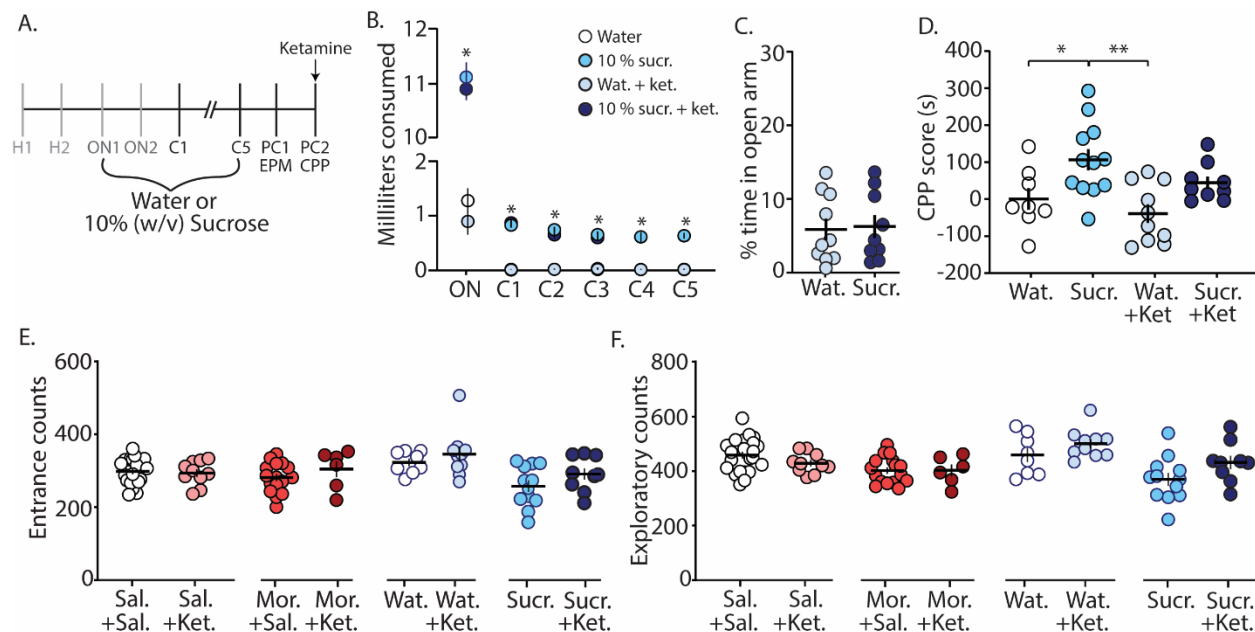 A.
Ketamine
H1 H2 ON1 ON2 C1 C5 PC1 PC2
EPM CPP
Water or
10% (w/v) Sucrose
B.
Milliliters consumed
12
11
12
1
0
*
* * * * *
ON C1 C2 C3 C4 C5
Water
10 % sucr.
Wat. + ket.
10 % sucr. + ket.
C.
% time in open arm
20
10
0
Wat. Sucr.
D.
CPP score (s)
400
300
200
100
0
-100
-200
* **
Wat. Sucr. Wat. Sucr.
+Ket +Ket
E.
Entrance counts
600
400
200
0
Sal. Sal. Mor. Mor. Wat. Wat. Sucr. Sucr.
+Sal. +Ket. +Sal. +Ket. +Ket. +Ket.
F.
Exploratory counts
800
600
400
200
0
Sal. Sal. Mor. Mor. Wat. Wat. Sucr. Sucr.
+Sal. +Ket. +Sal. +Ket. +Ket. +Ket.